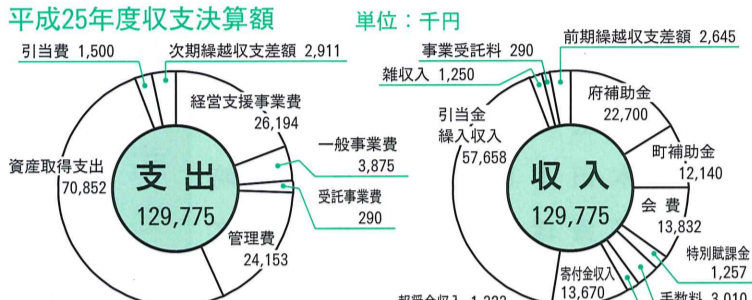 平成25年度収支決算額
単位：千円
引当費 1,500
次期繰越収支差額 2,911
経営支援事業費
26,194
一般事業費
3,875
受託事業費
290
管理費
24,153
資産取得支出
70,852
支出
129,775
前期繰越収支差額 2,645
事業受託料 290
雑収入 1,250
引当金
繰入収入
57,658
府補助金
22,700
町補助金
12,140
会費
13,832
特別賦課金
1,257
手数料 3,010
寄付金収入
13,670
収入
129,775